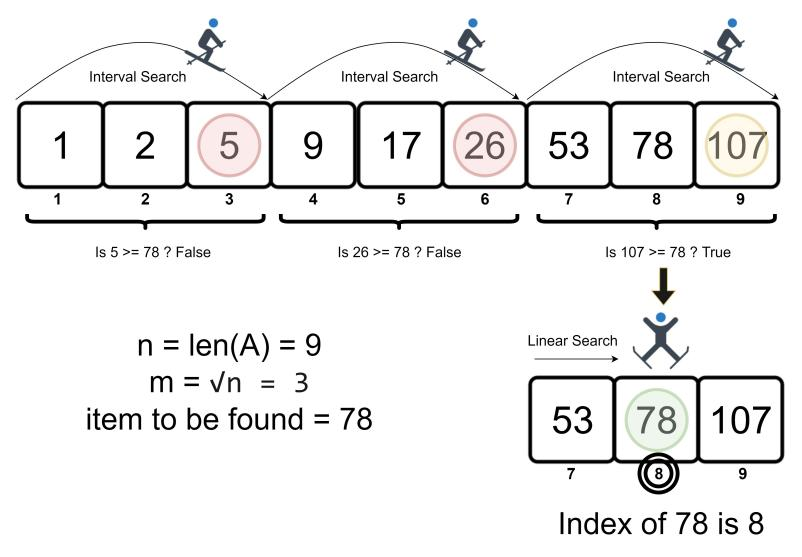 Interval Search Interval Search Interval Search
1 2 5 9 17 26 53 78 107
1 2 3 4 5 6 7 8 9
Is 5 >= 78 ? False Is 26 >= 78 ? False Is 107 >= 78 ? True
n = len(A) = 9
m = √n = 3
item to be found = 78
Linear Search
53 78 107
7 8 9
Index of 78 is 8